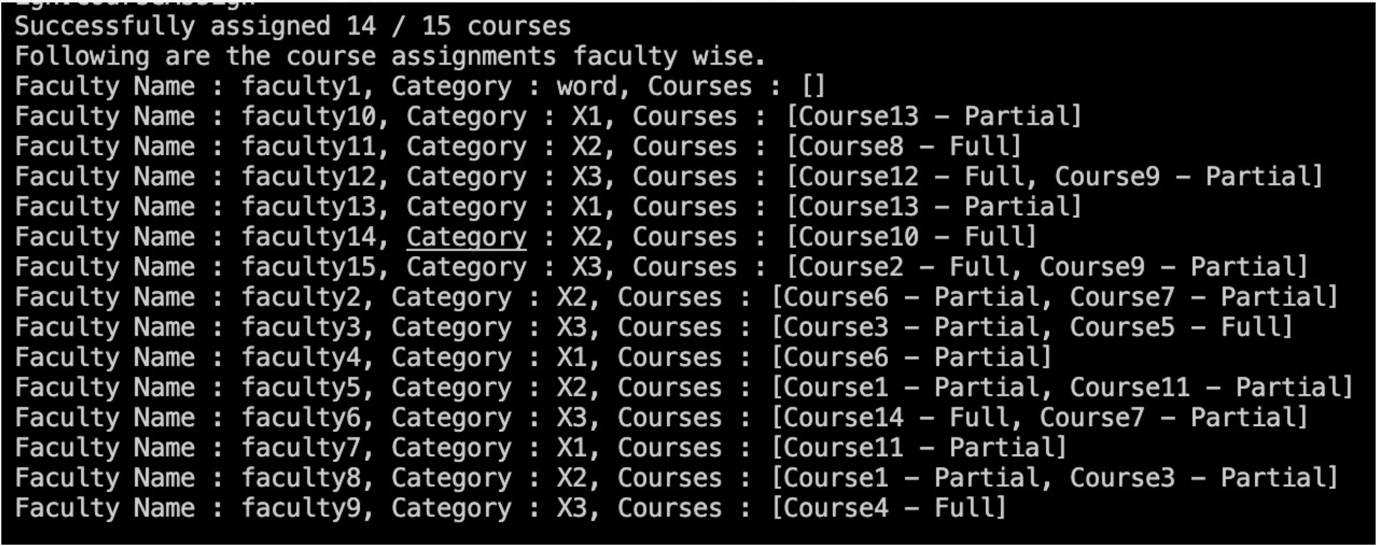 Successfully assigned 14 / 15 courses
Following are the course assignments faculty wise.
Faculty Name : faculty1, Category : word, Courses : []
Faculty Name : faculty10, Category : X1, Courses : [Course13 – Partial]
Faculty Name : faculty11, Category : X2, Courses : [Course8 – Full]
Faculty Name : faculty12, Category : X3, Courses : [Course12 – Full, Course9 – Partial]
Faculty Name : faculty13, Category : X1, Courses : [Course13 – Partial]
Faculty Name : faculty14, Category : X2, Courses : [Course10 – Full]
Faculty Name : faculty15, Category : X3, Courses : [Course2 – Full, Course9 – Partial]
Faculty Name : faculty2, Category : X2, Courses : [Course6 – Partial, Course7 – Partial]
Faculty Name : faculty3, Category : X3, Courses : [Course3 – Partial, Course5 – Full]
Faculty Name : faculty4, Category : X1, Courses : [Course6 – Partial]
Faculty Name : faculty5, Category : X2, Courses : [Course1 – Partial, Course11 – Partial]
Faculty Name : faculty6, Category : X3, Courses : [Course14 – Full, Course7 – Partial]
Faculty Name : faculty7, Category : X1, Courses : [Course11 – Partial]
Faculty Name : faculty8, Category : X2, Courses : [Course1 – Partial, Course3 – Partial]
Faculty Name : faculty9, Category : X3, Courses : [Course4 – Full]